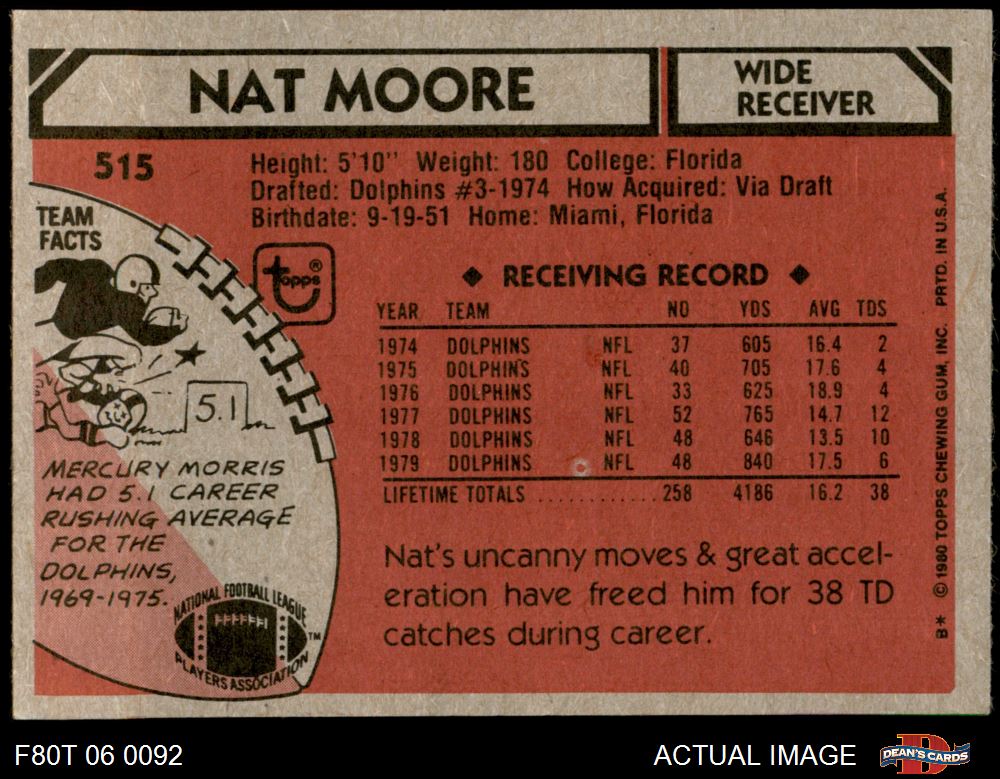 NAT MOORE
WIDE
RECEIVER
515
Height: 5'10" Weight: 180 College: Florida
Drafted: Dolphins #3-1974 How Acquired: Via Draft
Birthdate: 9-19-51 Home: Miami, Florida
TEAM
FACTS
topps®
5.1
MERCURY MORRIS
HAD 5.1 CAREER
RUSHING AVERAGE
FOR THE
DOLPHINS,
1969-1975.
NATIONAL FOOTBALL LEAGUE
PLAYERS ASSOCIATION
™
◆ RECEIVING RECORD ◆
YEAR TEAM NO YDS AVG TDS
1974 DOLPHINS NFL 37 605 16.4 2
1975 DOLPHINS NFL 40 705 17.6 4
1976 DOLPHINS NFL 33 625 18.9 4
1977 DOLPHINS NFL 52 765 14.7 12
1978 DOLPHINS NFL 48 646 13.5 10
1979 DOLPHINS NFL 48 840 17.5 6
LIFETIME TOTALS ............ 258 4186 16.2 38
Nat's uncanny moves & great accel-
eration have freed him for 38 TD
catches during career.
B* © 1980 TOPPS CHEWING GUM, INC. PRTD. IN U.S.A.
F80T 06 0092
ACTUAL IMAGE
DEAN'S CARDS